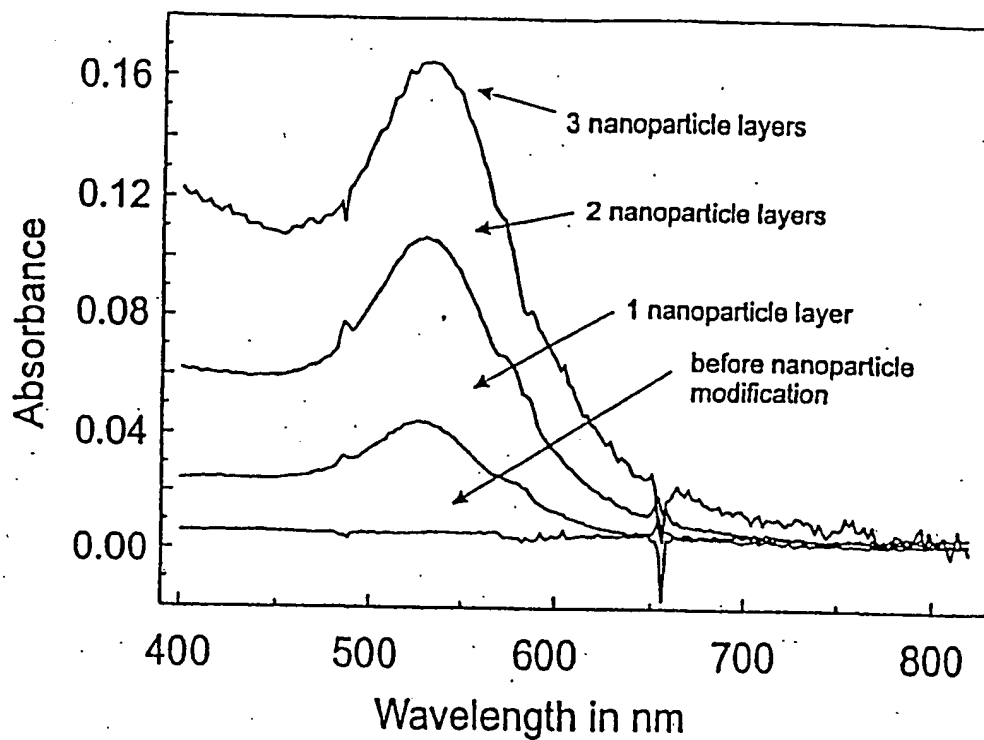 0.16
0.12
0.08
0.04
0.00
Absorbance
3 nanoparticle layers
2 nanoparticle layers
1 nanoparticle layer
before nanoparticle
modification
400 500 600 700 800
Wavelength in nm